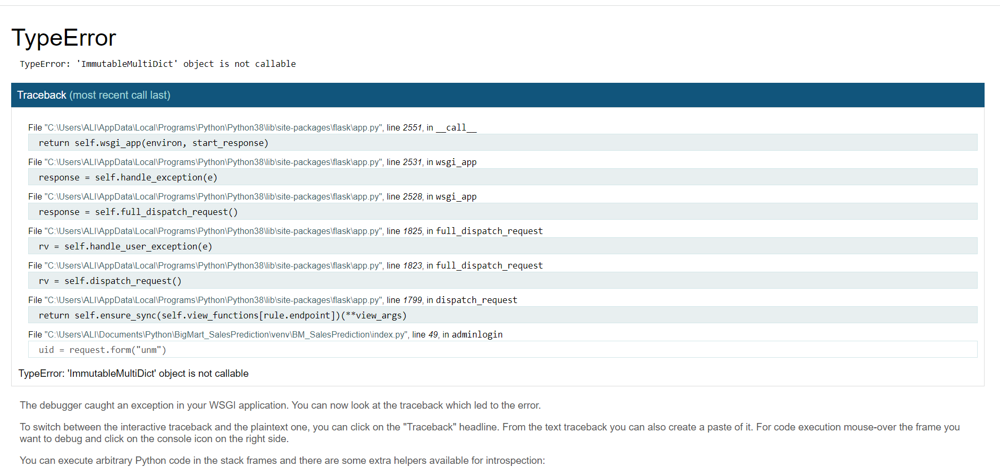 TypeError
TypeError: 'ImmutableMultiDict' object is not callable
Traceback (most recent call last)
File "C:\Users\ALI\AppData\Local\Programs\Python\Python38\lib\site-packages\flask\app.py", line 2551, in __call__
return self.wsgi_app(environ, start_response)
File "C:\Users\ALI\AppData\Local\Programs\Python\Python38\lib\site-packages\flask\app.py", line 2531, in wsgi_app
response = self.handle_exception(e)
File "C:\Users\ALI\AppData\Local\Programs\Python\Python38\lib\site-packages\flask\app.py", line 2528, in wsgi_app
response = self.full_dispatch_request()
File "C:\Users\ALI\AppData\Local\Programs\Python\Python38\lib\site-packages\flask\app.py", line 1825, in full_dispatch_request
rv = self.handle_user_exception(e)
File "C:\Users\ALI\AppData\Local\Programs\Python\Python38\lib\site-packages\flask\app.py", line 1823, in full_dispatch_request
rv = self.dispatch_request()
File "C:\Users\ALI\AppData\Local\Programs\Python\Python38\lib\site-packages\flask\app.py", line 1799, in dispatch_request
return self.ensure_sync(self.view_functions[rule.endpoint])(**view_args)
File "C:\Users\ALI\Documents\Python\BigMart_SalesPrediction\venv\BM_SalesPrediction\index.py", line 49, in adminlogin
uid = request.form("unm")
TypeError: 'ImmutableMultiDict' object is not callable
The debugger caught an exception in your WSGI application. You can now look at the traceback which led to the error.
To switch between the interactive traceback and the plaintext one, you can click on the "Traceback" headline. From the text traceback you can also create a paste of it. For code execution mouse-over the frame you
want to debug and click on the console icon on the right side.
You can execute arbitrary Python code in the stack frames and there are some extra helpers available for introspection: